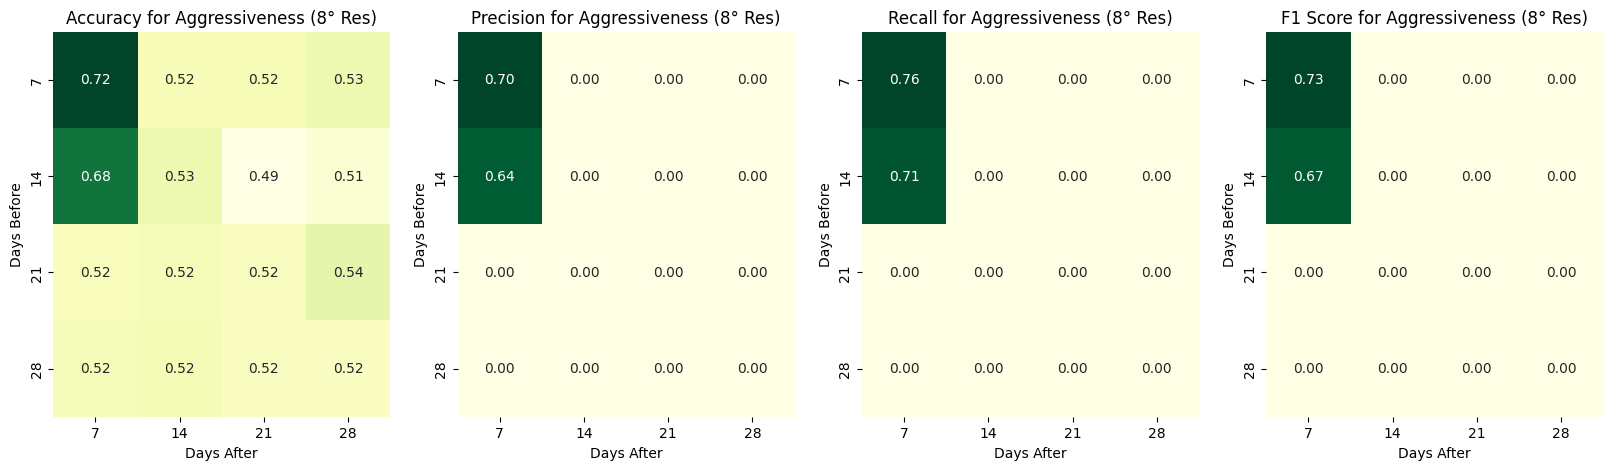 Accuracy for Aggressiveness (8° Res)
7 0.72 0.52 0.52 0.53
14 0.68 0.53 0.49 0.51
21 0.52 0.52 0.52 0.54
28 0.52 0.52 0.52 0.52
7 14 21 28
Days Before
Days After
Precision for Aggressiveness (8° Res)
7 0.70 0.00 0.00 0.00
14 0.64 0.00 0.00 0.00
21 0.00 0.00 0.00 0.00
28 0.00 0.00 0.00 0.00
7 14 21 28
Days Before
Days After
Recall for Aggressiveness (8° Res)
7 0.76 0.00 0.00 0.00
14 0.71 0.00 0.00 0.00
21 0.00 0.00 0.00 0.00
28 0.00 0.00 0.00 0.00
7 14 21 28
Days Before
Days After
F1 Score for Aggressiveness (8° Res)
7 0.73 0.00 0.00 0.00
14 0.67 0.00 0.00 0.00
21 0.00 0.00 0.00 0.00
28 0.00 0.00 0.00 0.00
7 14 21 28
Days Before
Days After